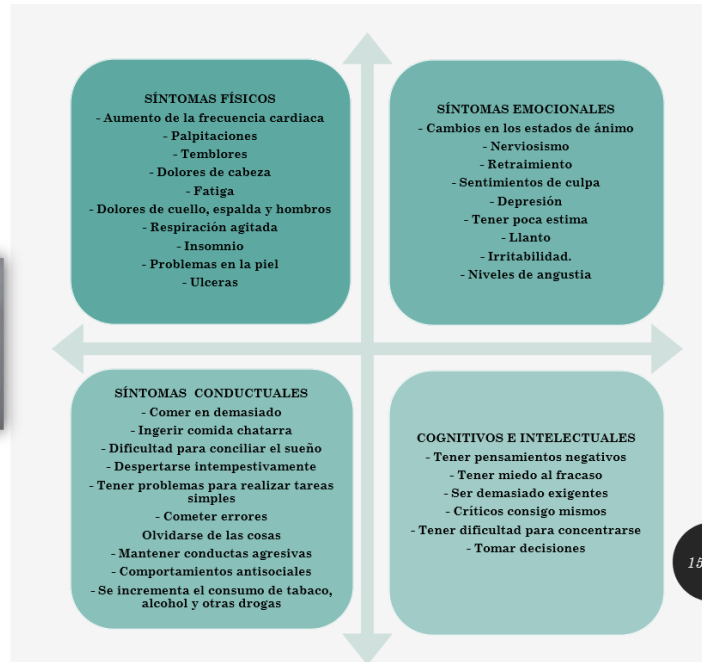 SÍNTOMAS FÍSICOS
- Aumento de la frecuencia cardiaca
- Palpitaciones
- Temblores
- Dolores de cabeza
- Fatiga
- Dolores de cuello, espalda y hombros
- Respiración agitada
- Insomnio
- Problemas en la piel
- Ulceras
SÍNTOMAS EMOCIONALES
- Cambios en los estados de ánimo
- Nerviosismo
- Retraimiento
- Sentimientos de culpa
- Depresión
- Tener poca estima
- Llanto
- Irritabilidad.
- Niveles de angustia
SÍNTOMAS CONDUCTUALES
- Comer en demasiado
- Ingerir comida chatarra
- Dificultad para conciliar el sueño
- Despertarse intempestivamente
- Tener problemas para realizar tareas
simples
- Cometer errores
Olvidarse de las cosas
- Mantener conductas agresivas
- Comportamientos antisociales
- Se incrementa el consumo de tabaco,
alcohol y otras drogas
COGNITIVOS E INTELECTUALES
- Tener pensamientos negativos
- Tener miedo al fracaso
- Ser demasiado exigentes
- Críticos consigo mismos
- Tener dificultad para concentrarse
- Tomar decisiones
15